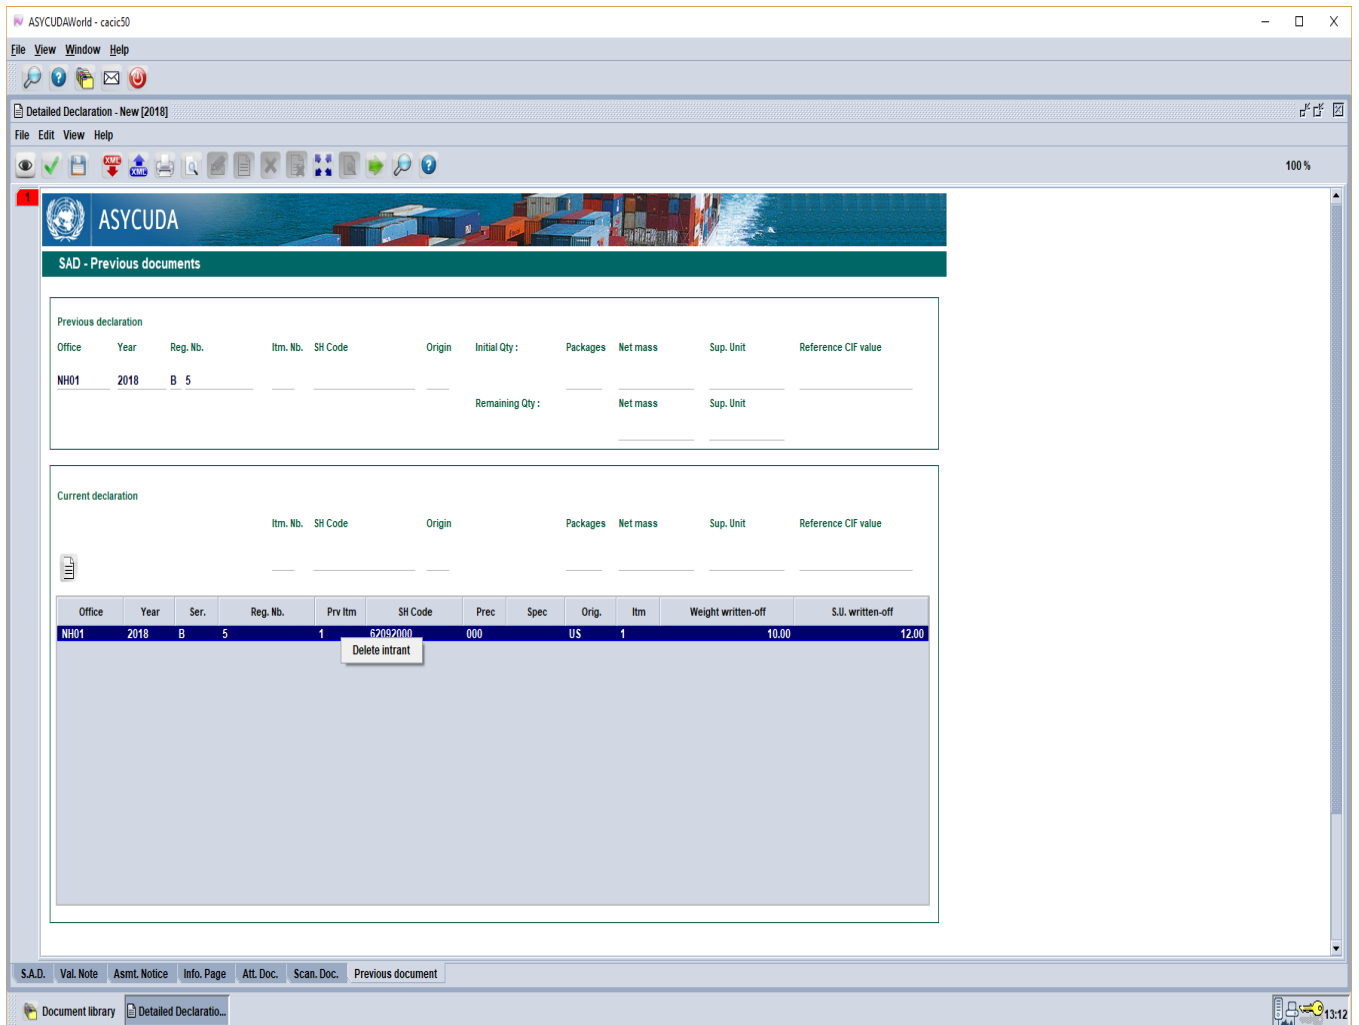 ASYCUDAWorld - cacic50
File View Window Help
Detailed Declaration - New [2018]
File Edit View Help
XML XML 100 %
1
ASYCUDA
SAD - Previous documents
Previous declaration
Office Year Reg. Nb. Itm. Nb. SH Code Origin Initial Qty : Packages Net mass Sup. Unit Reference CIF value
NH01 2018 B 5
Remaining Qty : Net mass Sup. Unit
Current declaration
Itm. Nb. SH Code Origin Packages Net mass Sup. Unit Reference CIF value
Office Year Ser. Reg. Nb. Prv Itm SH Code Prec Spec Orig. Itm Weight written-off S.U. written-off
NH01 2018 B 5 1 62092000 000 US 1 10.00 12.00
Delete intrant
S.A.D. Val. Note Asmt. Notice Info. Page Att. Doc. Scan. Doc. Previous document
Document library Detailed Declaratio... 13:12